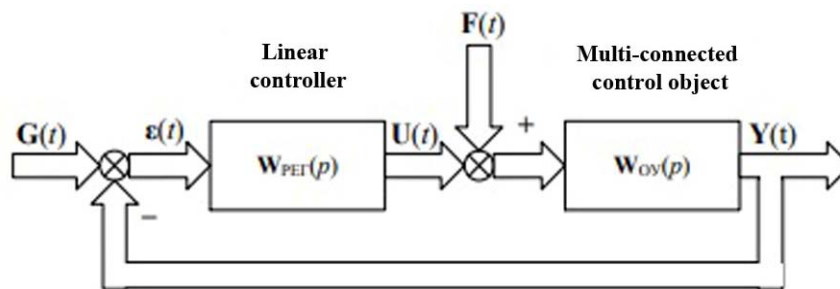 F(t)
Linear
controller
Multi-connected
control object
G(t)
ε(t)
U(t)
+
Y(t)
W_РЕГ(p)
W_ОУ(p)
−